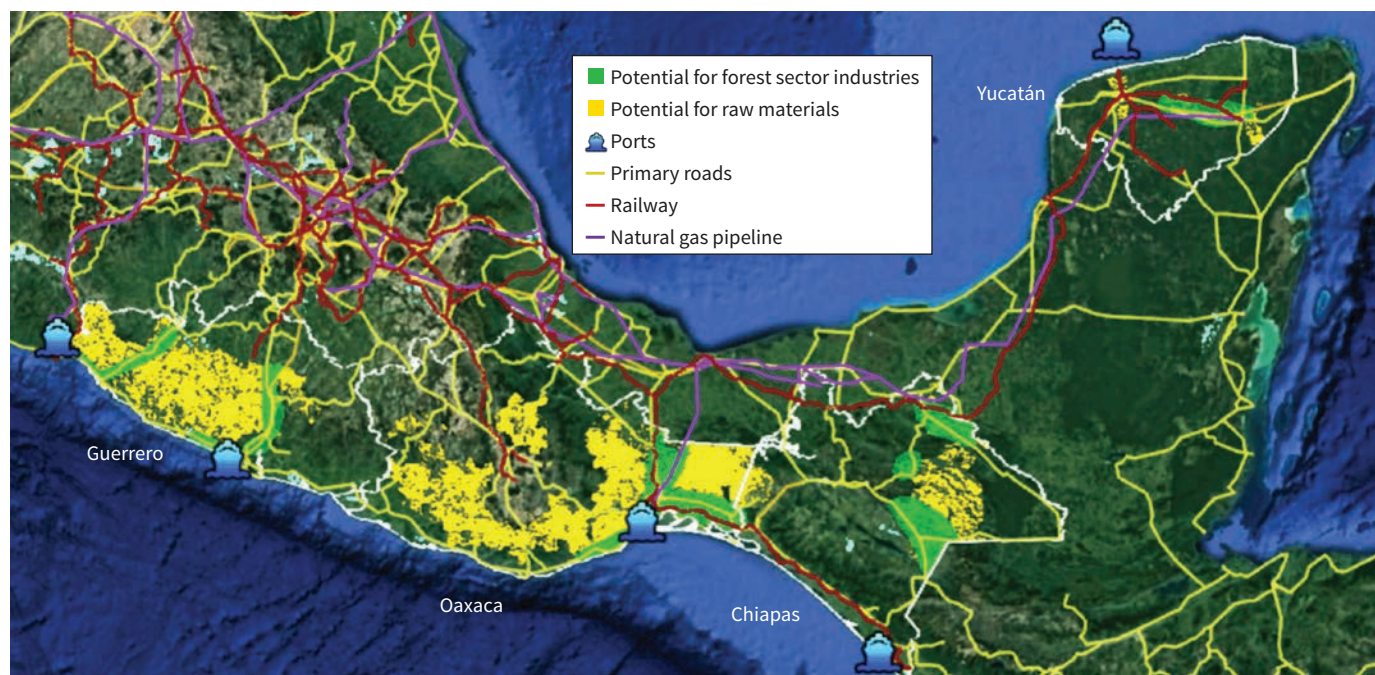 Potential for forest sector industries
Potential for raw materials
Ports
Primary roads
Railway
Natural gas pipeline
Yucatán
Guerrero
Oaxaca
Chiapas